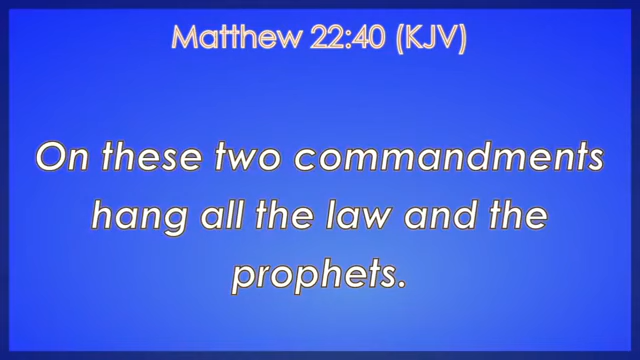 Matthew 22:40 (KJV)
On these two commandments
hang all the law and the
prophets.